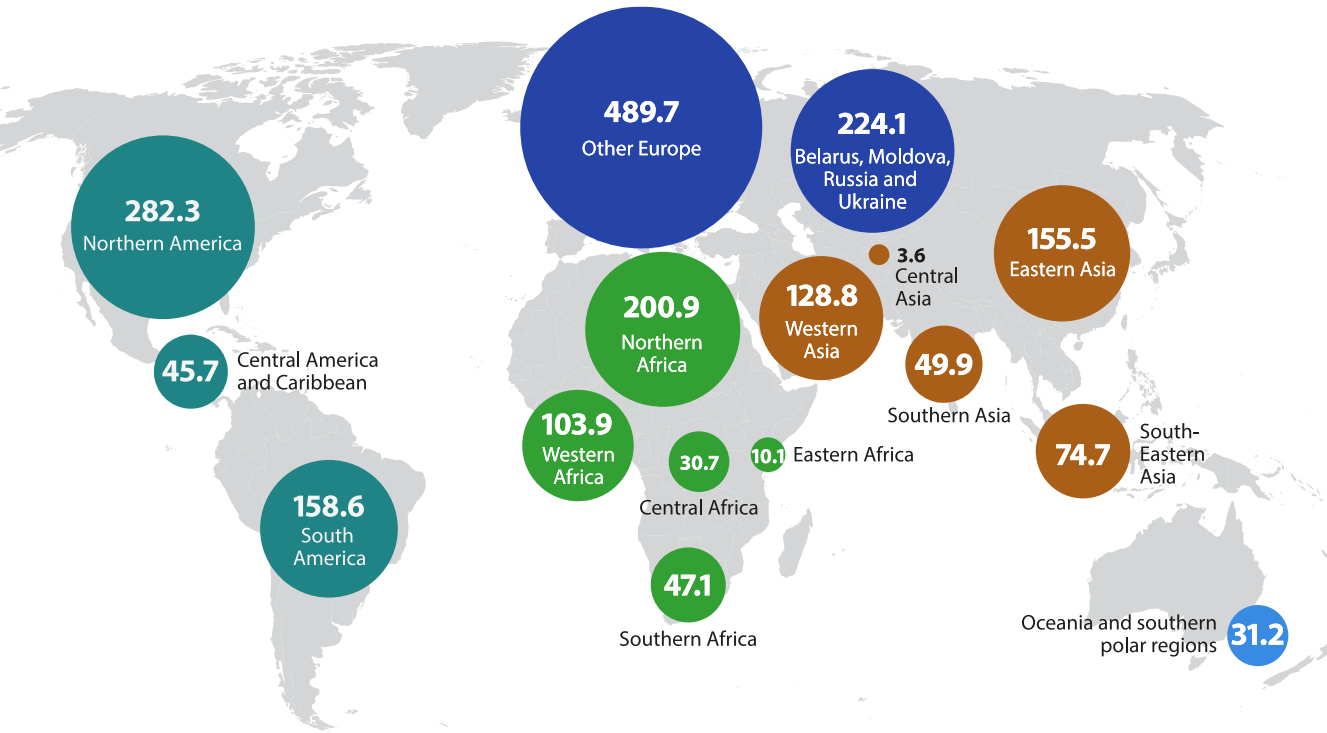 489.7
Other Europe
224.1
Belarus, Moldova,
Russia and
Ukraine
282.3
Northern America
155.5
Eastern Asia
3.6
Central
Asia
128.8
Western
Asia
200.9
Northern
Africa
45.7
Central America
and Caribbean
49.9
Southern Asia
103.9
Western
Africa
30.7
Central Africa
10.1
Eastern Africa
74.7
South-
Eastern
Asia
158.6
South
America
47.1
Southern Africa
Oceania and southern
polar regions
31.2